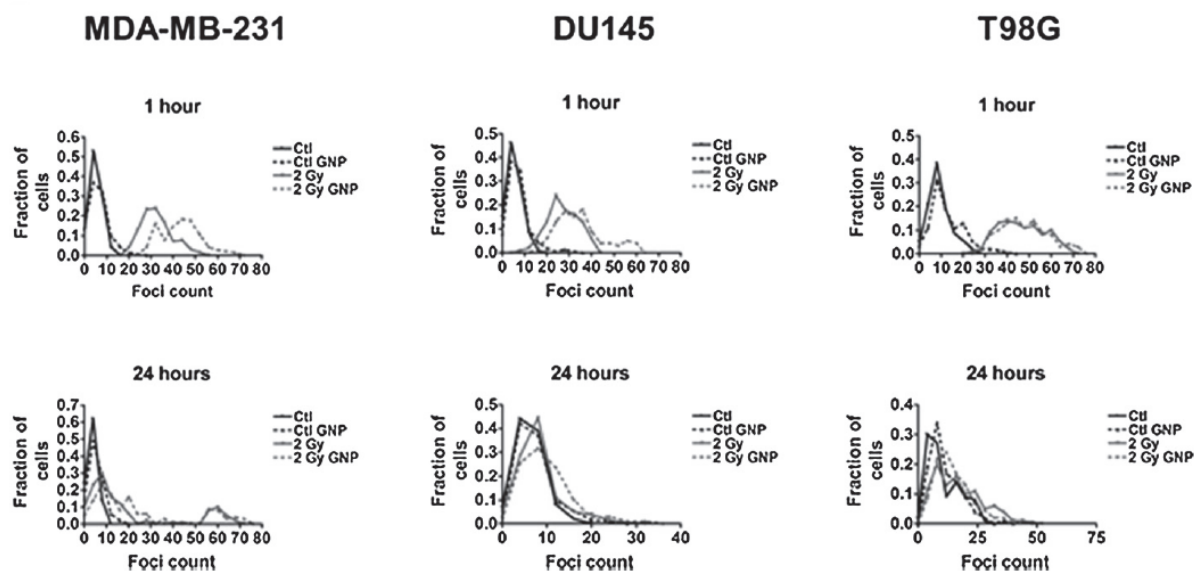 MDA-MB-231
DU145
T98G
1 hour
Fraction of
cells
0.6
0.5
0.4
0.3
0.2
0.1
0.0
0 10 20 30 40 50 60 70 80
Foci count
Ctl
Ctl GNP
2 Gy
2 Gy GNP
1 hour
Fraction of
cells
0.5
0.4
0.3
0.2
0.1
0.0
0 10 20 30 40 50 60 70 80
Foci count
Ctl
Ctl GNP
2 Gy
2 Gy GNP
1 hour
Fraction of
cells
0.5
0.4
0.3
0.2
0.1
0.0
0 10 20 30 40 50 60 70 80
Foci count
Ctl
Ctl GNP
2 Gy
2 Gy GNP
24 hours
Fraction of
cells
0.7
0.6
0.5
0.4
0.3
0.2
0.1
0.0
0 10 20 30 40 50 60 70 80
Foci count
Ctl
Ctl GNP
2 Gy
2 Gy GNP
24 hours
Fraction of
cells
0.5
0.4
0.3
0.2
0.1
0.0
0 10 20 30 40
Foci count
Ctl
Ctl GNP
2 Gy
2 Gy GNP
24 hours
Fraction of
cells
0.4
0.3
0.2
0.1
0.0
0 25 50 75
Foci count
Ctl
Ctl GNP
2 Gy
2 Gy GNP